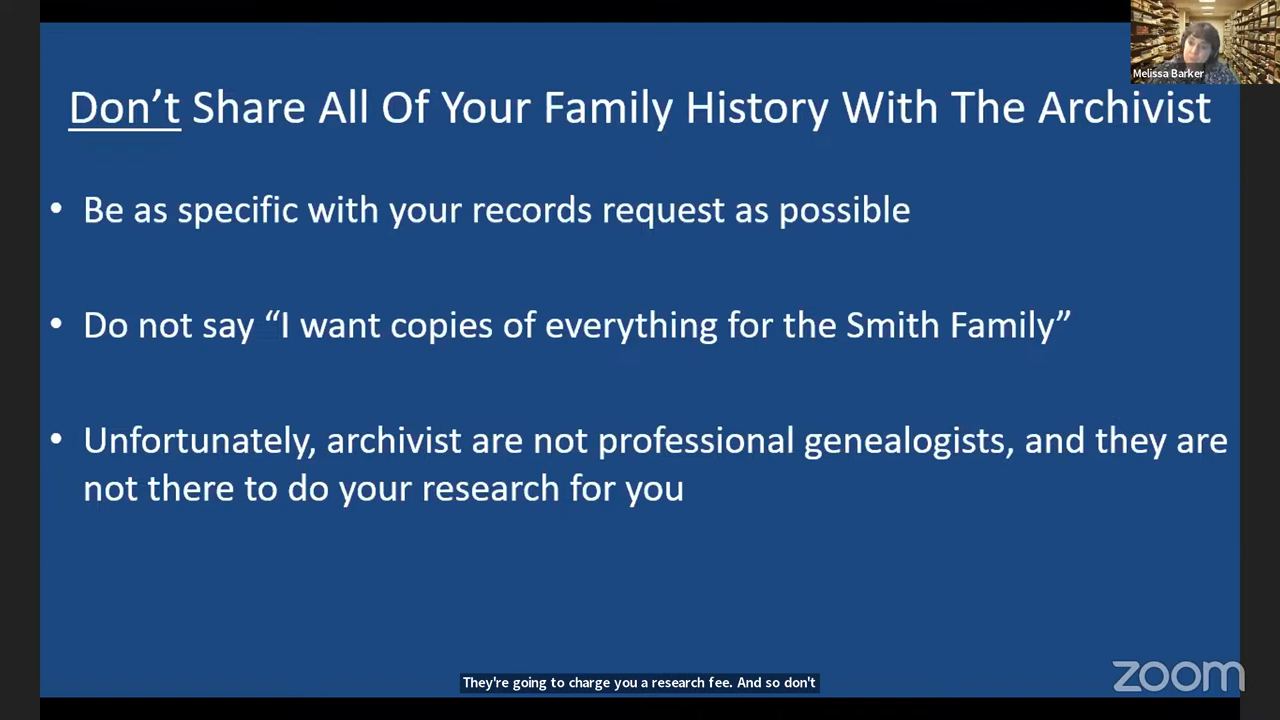 Melissa Barker
Don’t Share All Of Your Family History With The Archivist
• Be as specific with your records request as possible
• Do not say “I want copies of everything for the Smith Family”
• Unfortunately, archivist are not professional genealogists, and they are
not there to do your research for you
They're going to charge you a research fee. And so don't
zoom